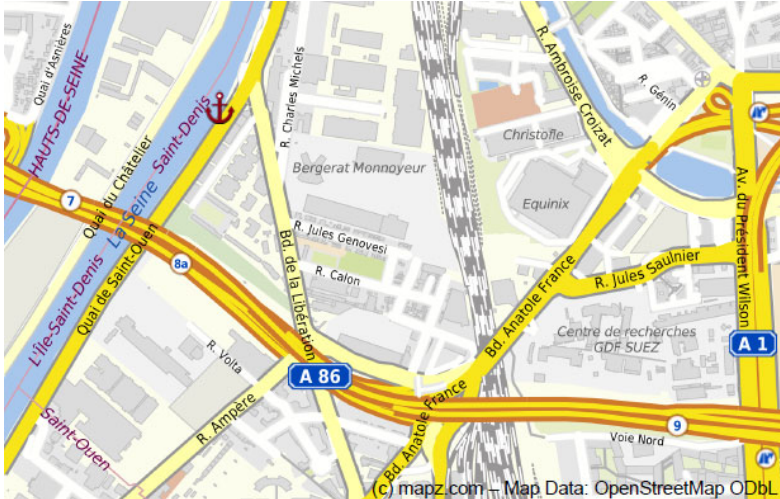 Quai d'Asnières
HAUTS-DE-SEINE
Quai du Châtelier
La Seine
Saint-Denis
L'Île-Saint-Denis
Quai de Saint-Ouen
7
8a
R. Charles Michels
Bergerat Monnoyeur
R. Jules Genovesi
R. Calon
Bd. de la Libération
R. Volta
R. Ampère
Saint-Ouen
A 86
R. Ambroise Croizat
R. Génin
Christofle
Equinix
Bd. Anatole France
R. Jules Saulnier
Av. du Président Wilson
Centre de recherches
GDF SUEZ
A 1
Bd. Anatole France
9
Voie Nord
(c) mapz.com – Map Data: OpenStreetMap ODbL